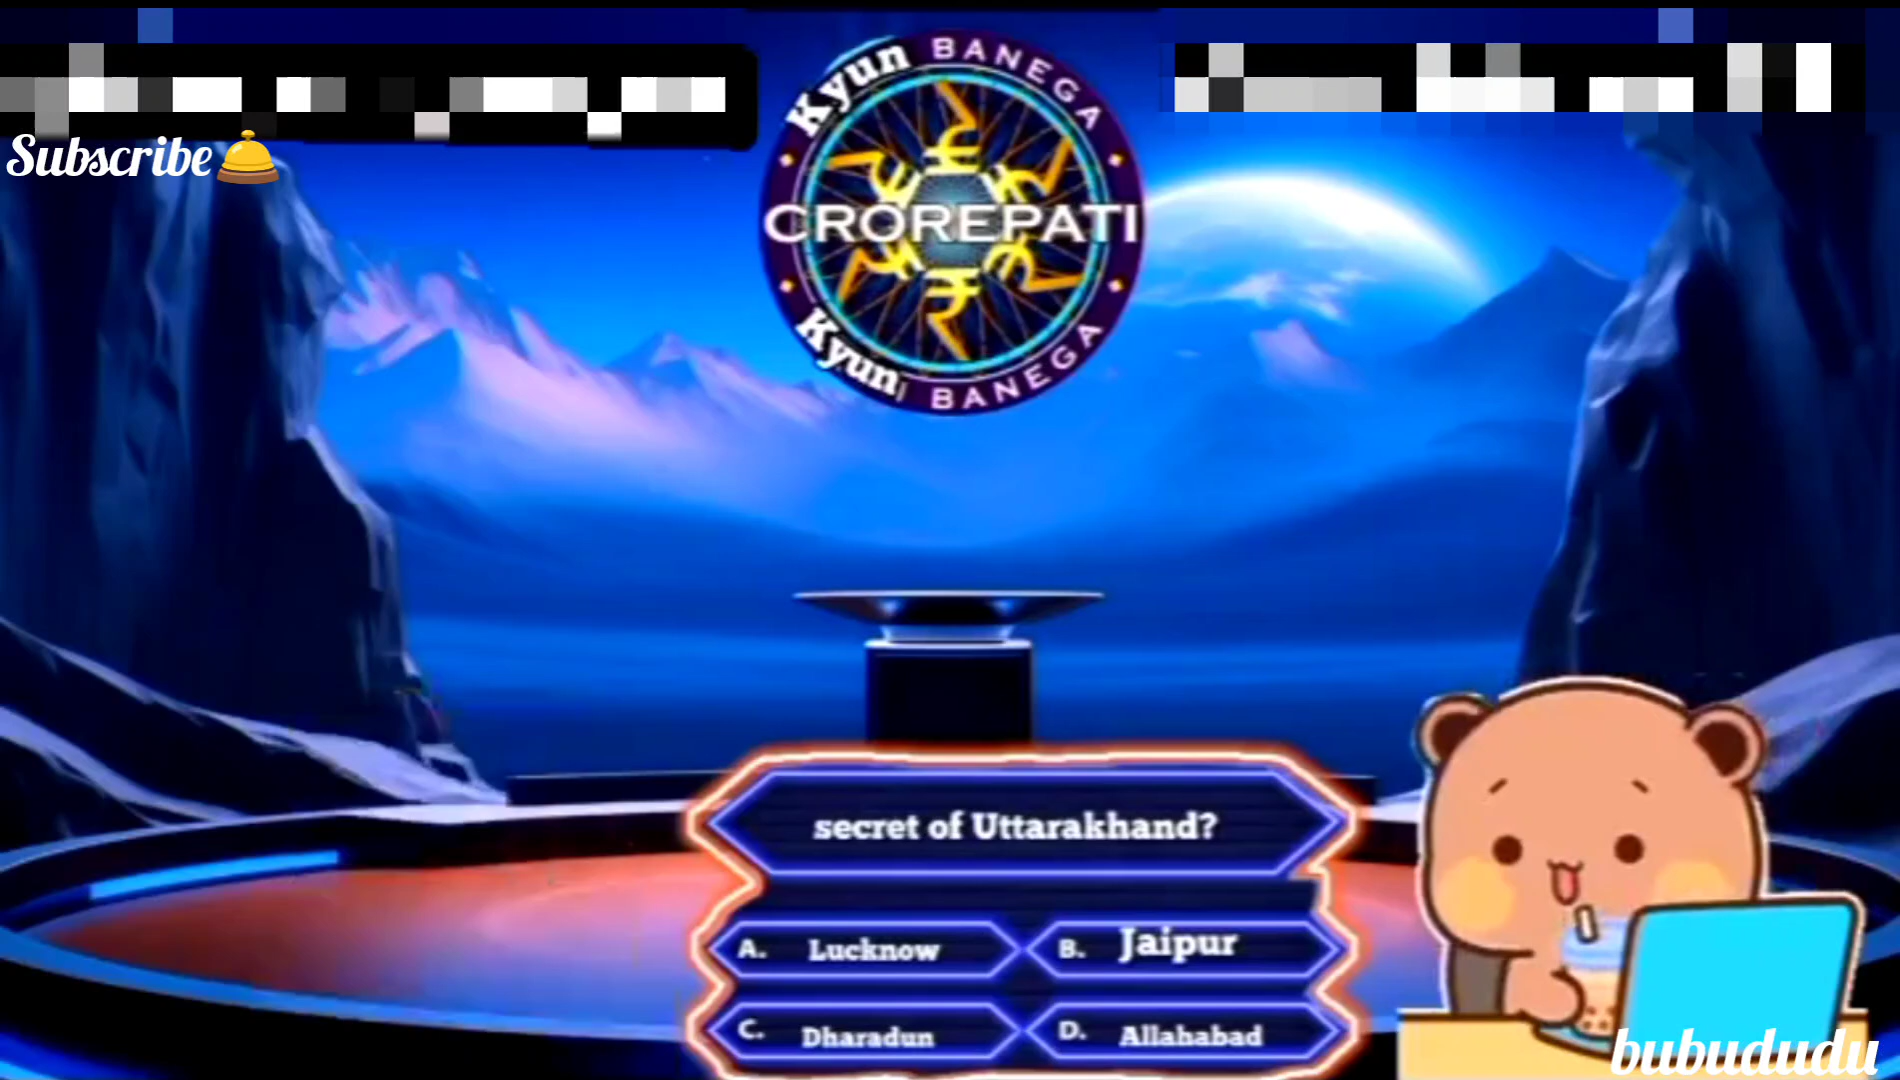 Subscribe
Kyun BANEGA
CROREPATI
Kyun BANEGA
secret of Uttarakhand?
A. Lucknow
B. Jaipur
C. Dharadun
D. Allahabad
bubududu